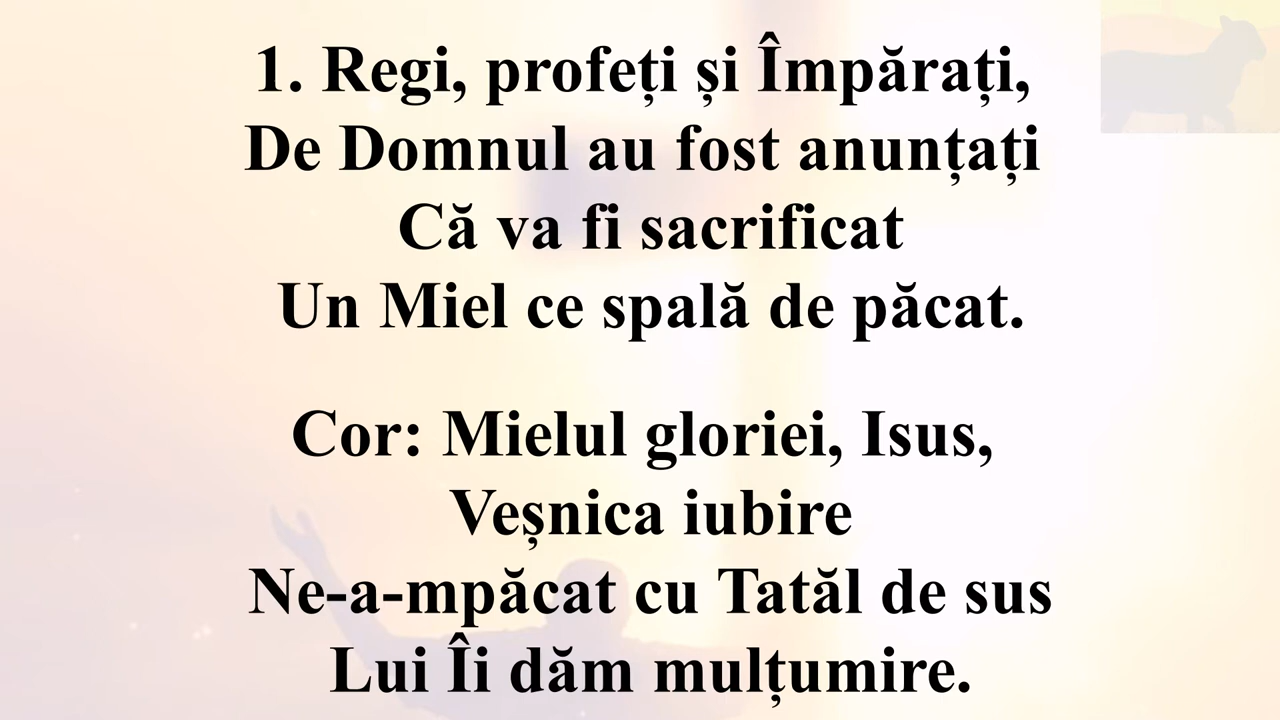 1. Regi, profeți și Împărați,
De Domnul au fost anunțați
Că va fi sacrificat
Un Miel ce spală de păcat.
Cor: Mielul gloriei, Isus,
Veșnica iubire
Ne-a-mpăcat cu Tatăl de sus
Lui Îi dăm mulțumire.